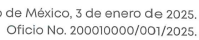 de México, 3 de enero de 2025.
Oficio No. 200010000/001/2025.